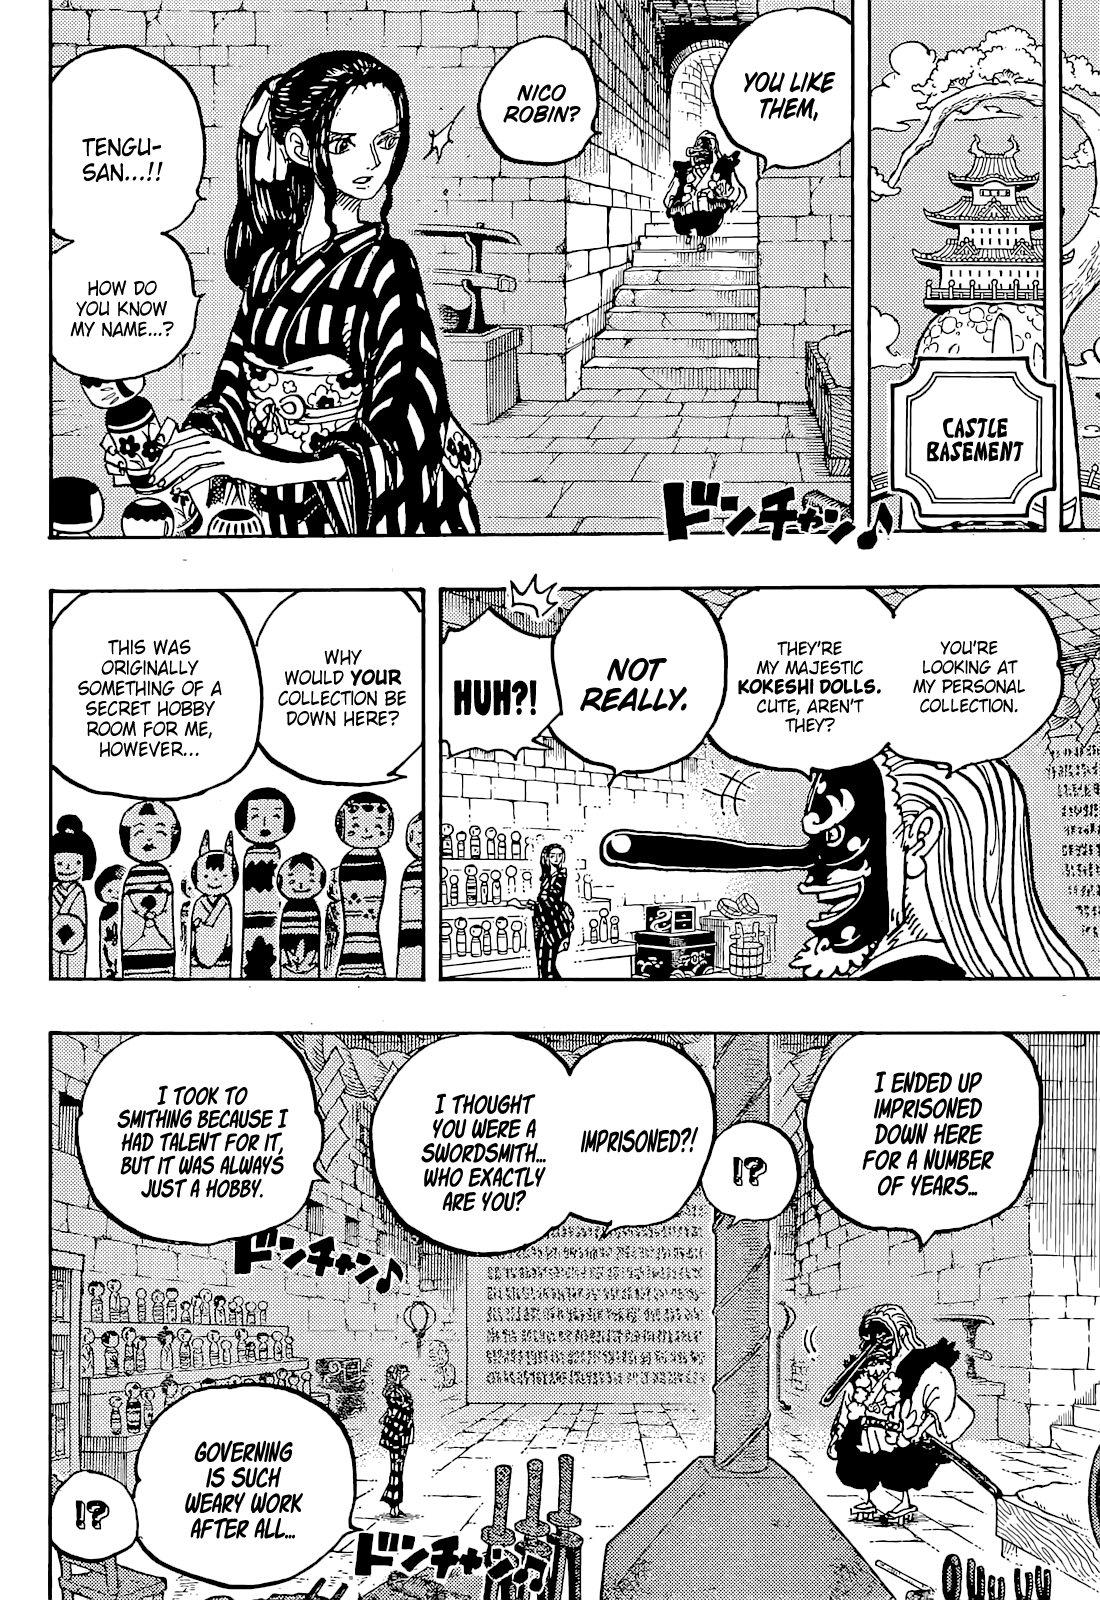 CASTLE
BASEMENT
YOU LIKE
THEM,
NICO
ROBIN?
TENGU-
SAN...!!
HOW DO
YOU KNOW
MY NAME...?
ドンチャン♪
YOU'RE
LOOKING AT
MY PERSONAL
COLLECTION.
THEY'RE
MY MAJESTIC
KOKESHI DOLLS.
CUTE, AREN'T
THEY?
NOT
REALLY.
HUH?!
WHY
WOULD YOUR
COLLECTION BE
DOWN HERE?
THIS WAS
ORIGINALLY
SOMETHING OF A
SECRET HOBBY
ROOM FOR ME,
HOWEVER...
I ENDED UP
IMPRISONED
DOWN HERE
FOR A NUMBER
OF YEARS...
!?
IMPRISONED?!
I THOUGHT
YOU WERE A
SWORDSMITH...
WHO EXACTLY
ARE YOU?
I TOOK TO
SMITHING BECAUSE I
HAD TALENT FOR IT,
BUT IT WAS ALWAYS
JUST A HOBBY.
ドンチャン♪
GOVERNING
IS SUCH
WEARY WORK
AFTER ALL...
!?
ドンチャン♫